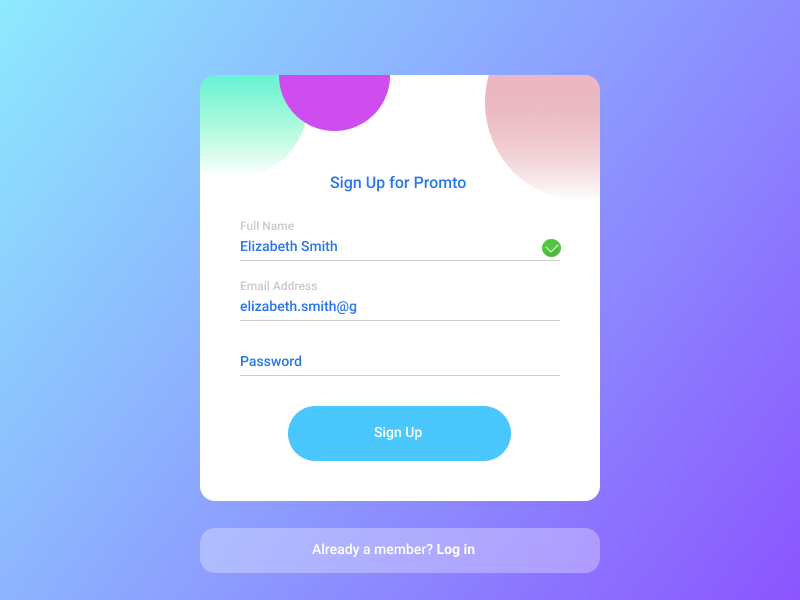 Sign Up for Promto
Full Name
Elizabeth Smith
Email Address
elizabeth.smith@g
Password
Sign Up
Already a member? Log in